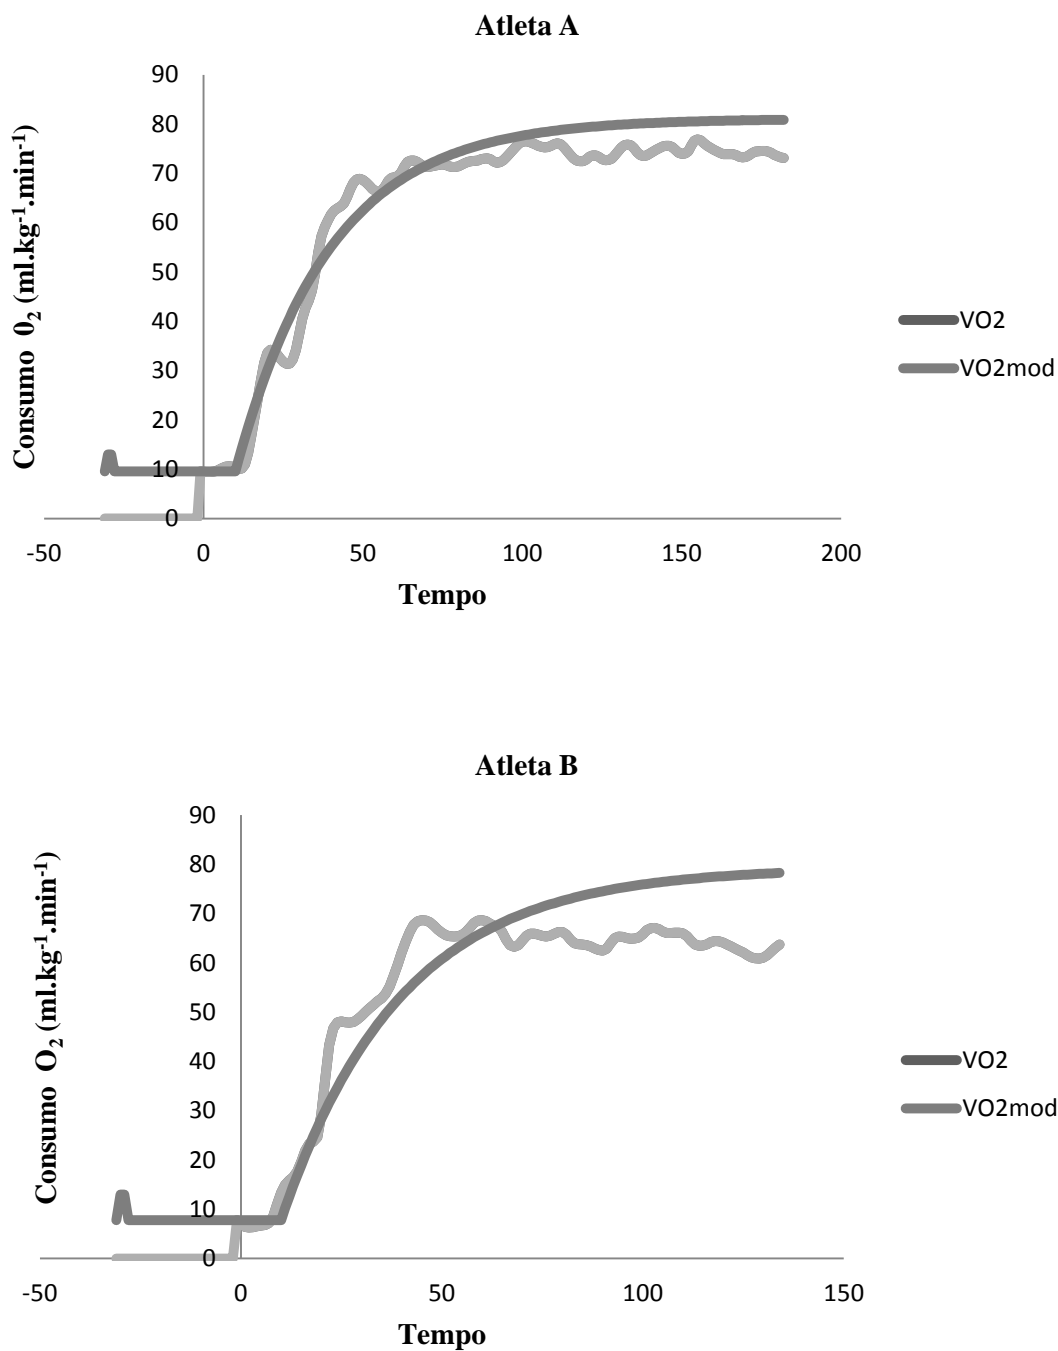 Atleta A
90
80
70
60
50
40
30
20
10
0
Consumo 0₂ (ml.kg⁻¹.min⁻¹)
-50 0 50 100 150 200
Tempo
VO2
VO2mod
Atleta B
90
80
70
60
50
40
30
20
10
0
Consumo O₂ (ml.kg⁻¹.min⁻¹)
-50 0 50 100 150
Tempo
VO2
VO2mod